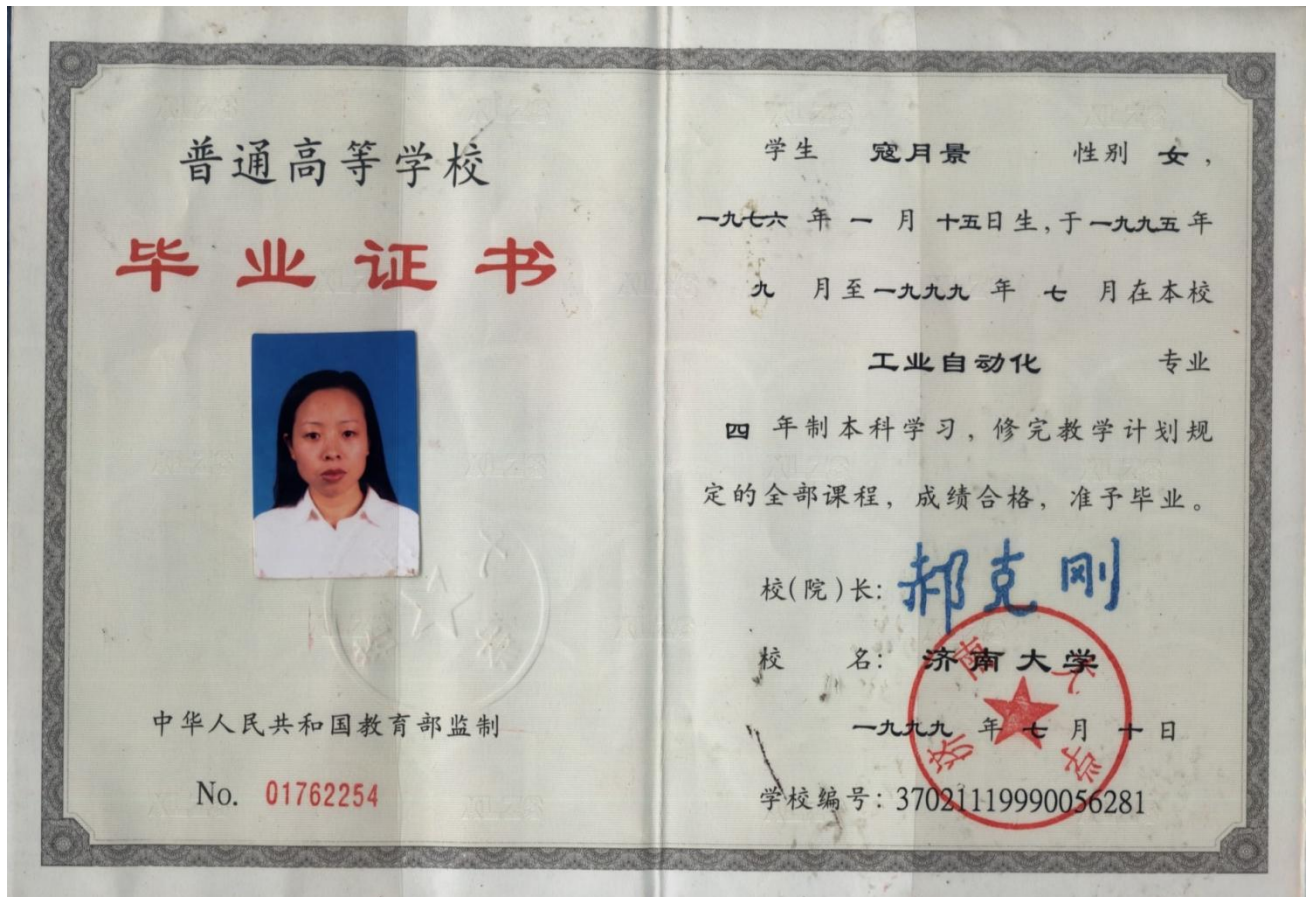 普通高等学校
毕业证书
中华人民共和国教育部监制
No. 01762254
学生 寇月景 性别 女，
一九七六 年 一 月 十五日生，于一九九五年
九 月至一九九九 年 七 月在本校
工业自动化 专业
四 年制本科学习，修完教学计划规
定的全部课程，成绩合格，准予毕业。
校(院)长：郝克刚
校 名：济南大学
一九九九 年 七 月 十 日
学校编号：37021119990056281
济南大学